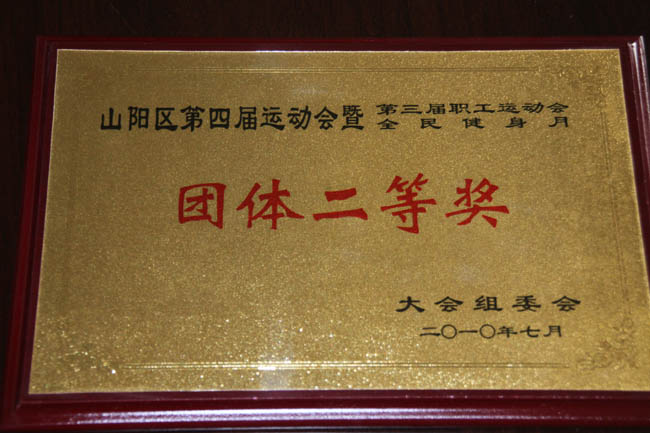 山阳区第四届运动会暨第三届职工运动会
全民健身月
团体二等奖
大会组委会
二〇一〇年七月